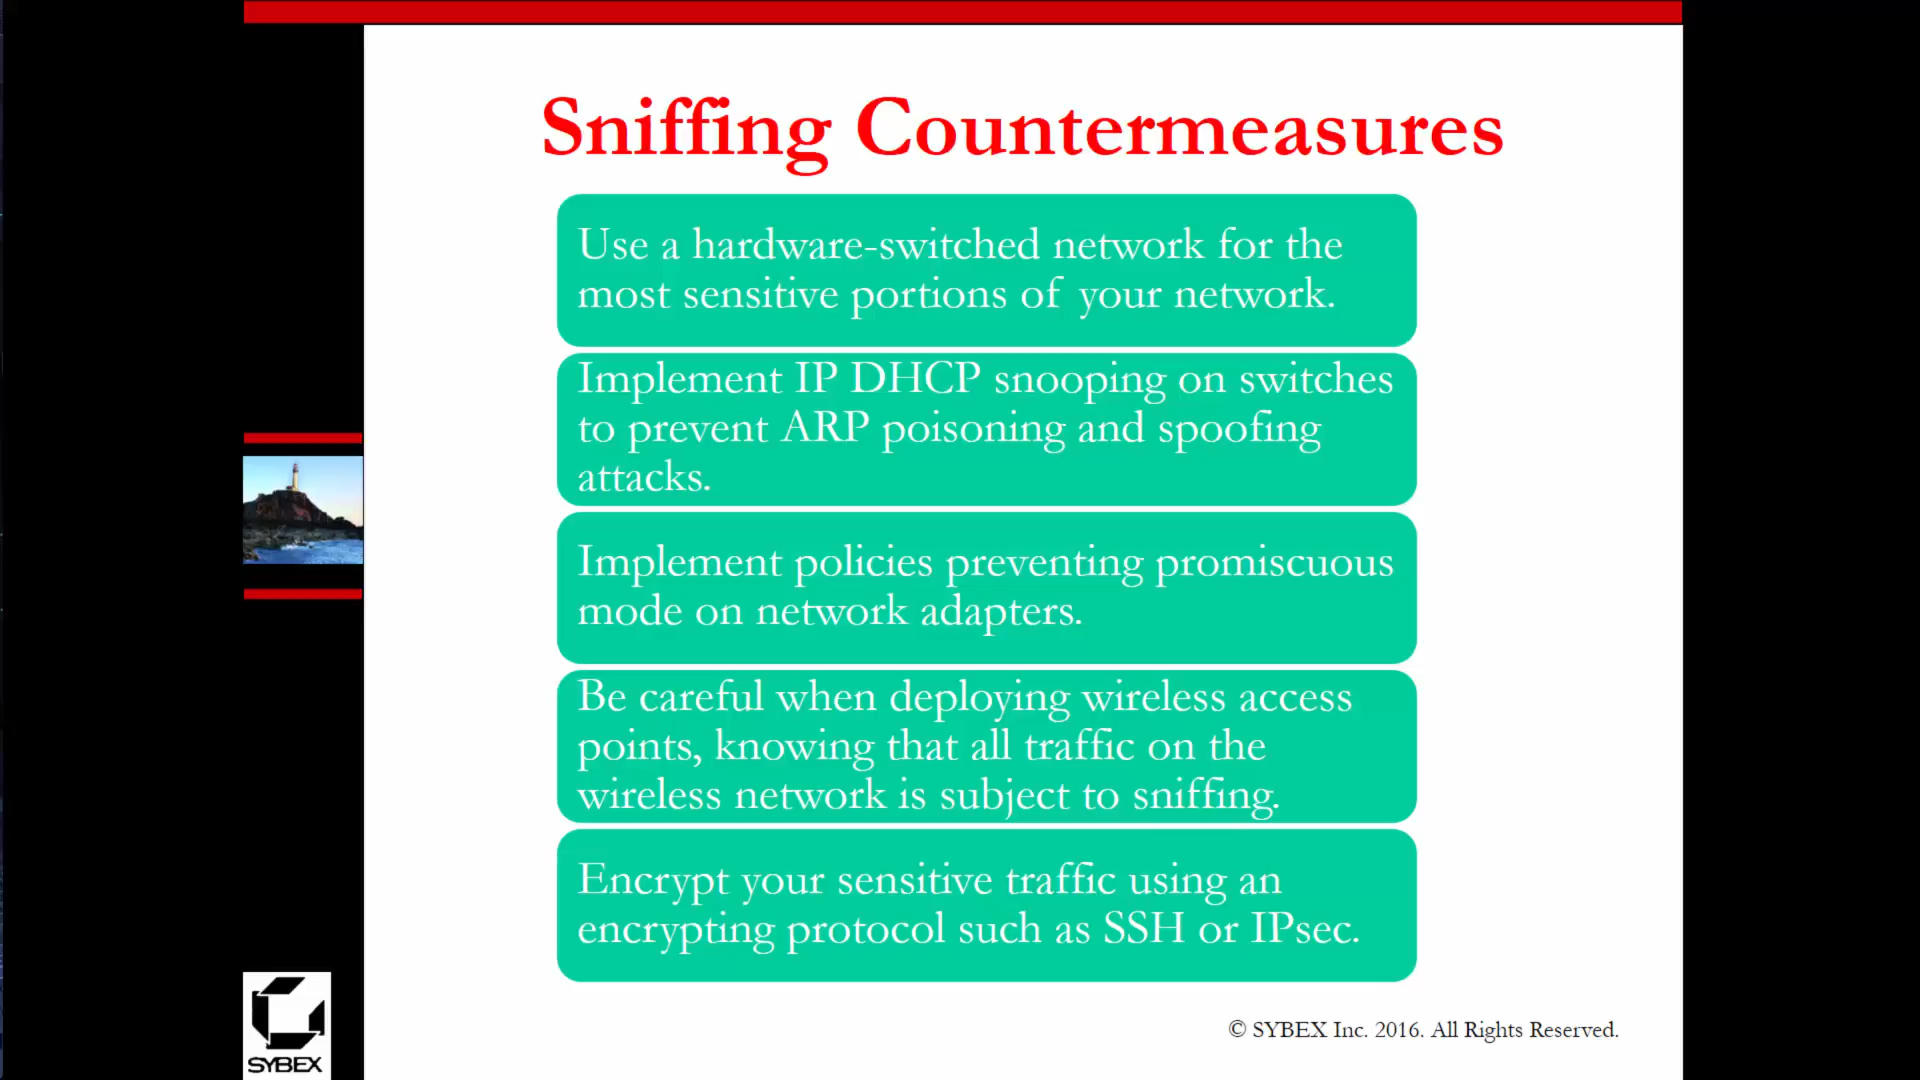 Sniffing Countermeasures
Use a hardware-switched network for the
most sensitive portions of your network.
Implement IP DHCP snooping on switches
to prevent ARP poisoning and spoofing
attacks.
Implement policies preventing promiscuous
mode on network adapters.
Be careful when deploying wireless access
points, knowing that all traffic on the
wireless network is subject to sniffing.
Encrypt your sensitive traffic using an
encrypting protocol such as SSH or IPsec.
© SYBEX Inc. 2016. All Rights Reserved.
SYBEX